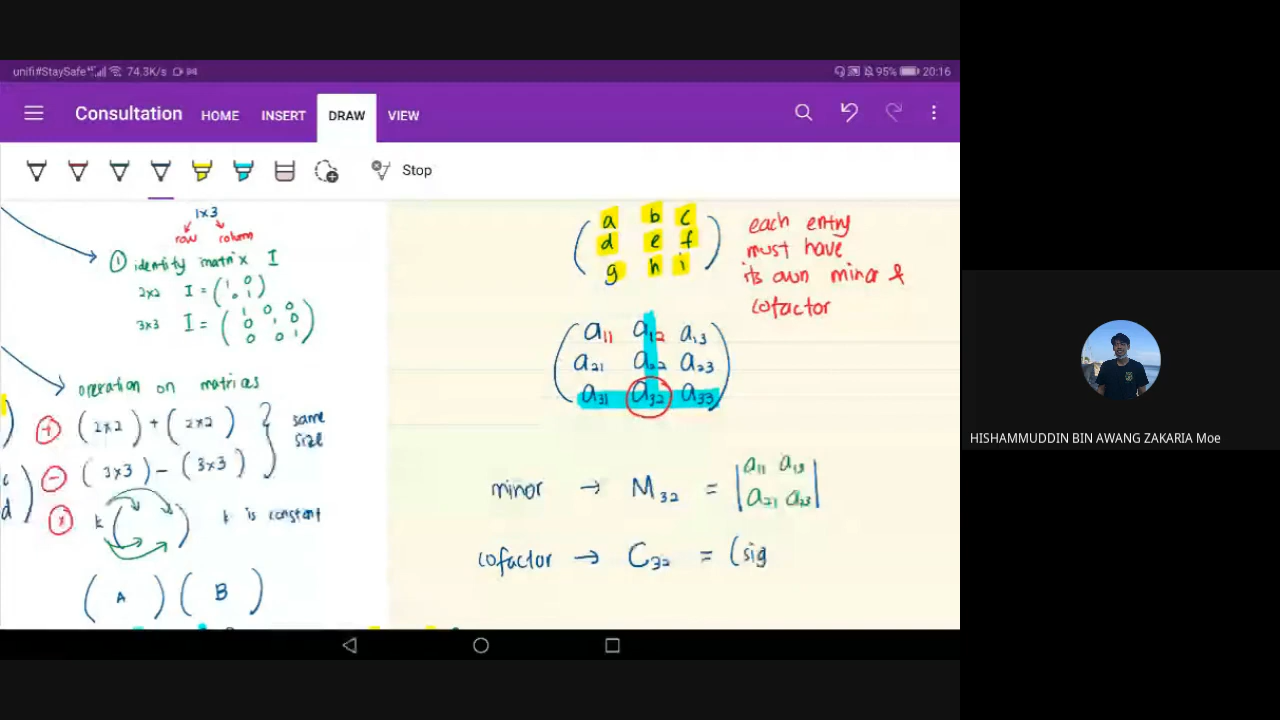 unifi#StaySafe 4G 74.3K/s 95% 20:16
Consultation HOME INSERT DRAW VIEW
Stop
1x3
row column
① identity matrix I
2x2 I = ( 1 0
0 1 )
3x3 I = ( 1 0 0
0 1 0
0 0 1 )
operation on matrices
+ (2x2) + (2x2)
- (3x3) - (3x3)
} same
size
c
d )
x k ( ) k is constant
( A ) ( B )
( a b c
d e f
g h i )
each entry
must have
its own minor &
cofactor
( a11 a12 a13
a21 a22 a23
a31 a32 a33 )
minor → M32 = | a11 a13
a21 a23 |
cofactor → C32 = (sig
HISHAMMUDDIN BIN AWANG ZAKARIA Moe